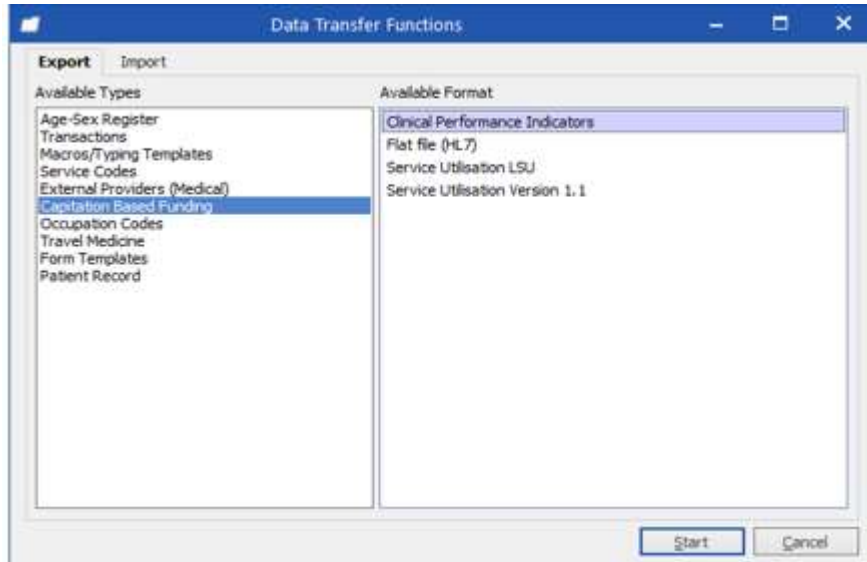 Data Transfer Functions
Export Import
Available Types
Age-Sex Register
Transactions
Macros/Typing Templates
Service Codes
External Providers (Medical)
Capitation Based Funding
Occupation Codes
Travel Medicine
Form Templates
Patient Record
Available Format
Clinical Performance Indicators
Flat file (HL7)
Service Utilisation LSU
Service Utilisation Version 1.1
Start Cancel